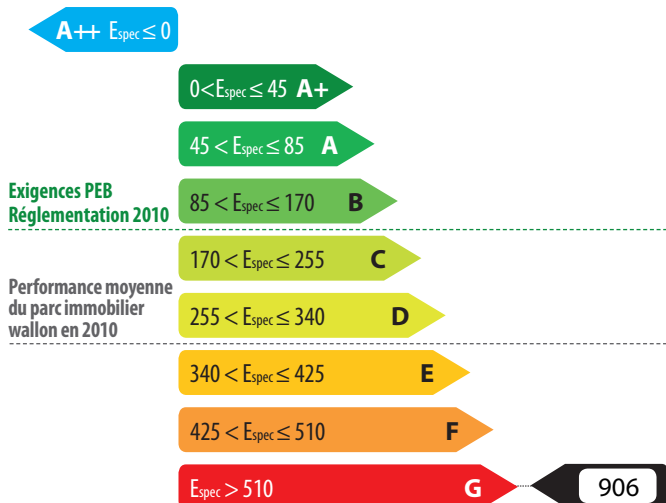 A++ Espec ≤ 0
0 < Espec ≤ 45 A+
45 < Espec ≤ 85 A
Exigences PEB
Réglementation 2010
85 < Espec ≤ 170 B
170 < Espec ≤ 255 C
Performance moyenne
du parc immobilier
wallon en 2010
255 < Espec ≤ 340 D
340 < Espec ≤ 425 E
425 < Espec ≤ 510 F
Espec > 510 G
906